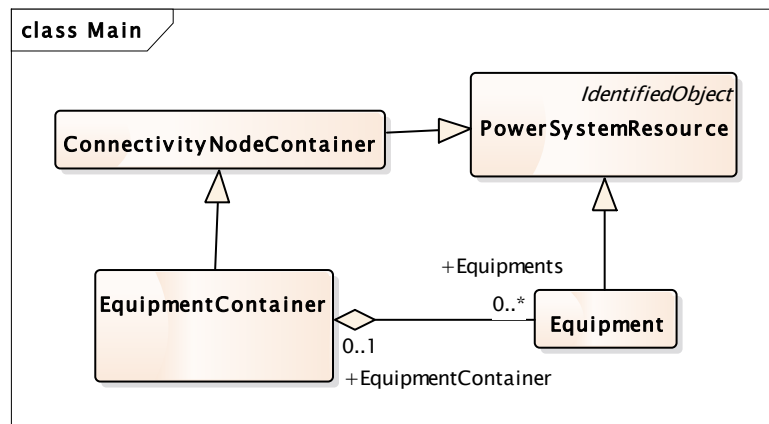 class Main
IdentifiedObject
PowerSystemResource
ConnectivityNodeContainer
+Equipments
EquipmentContainer
0..*
Equipment
0..1
+EquipmentContainer